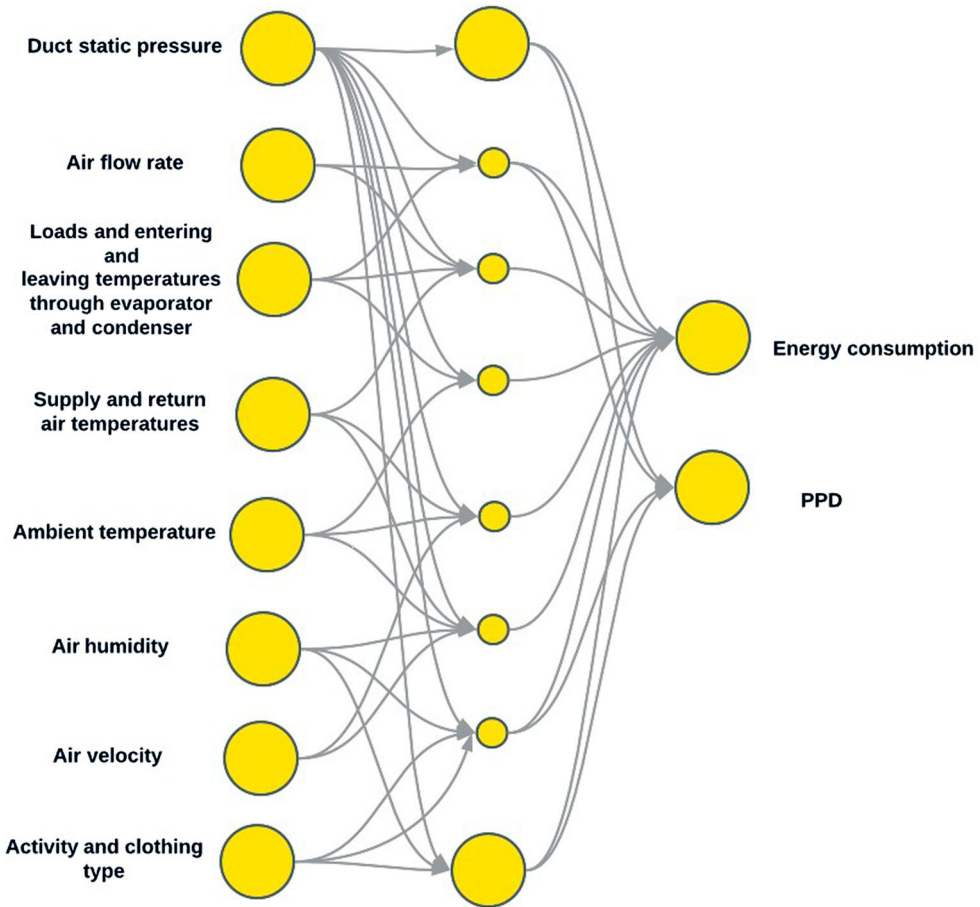 Duct static pressure
Air flow rate
Loads and entering
and
leaving temperatures
through evaporator
and condenser
Supply and return
air temperatures
Ambient temperature
Air humidity
Air velocity
Activity and clothing
type
Energy consumption
PPD